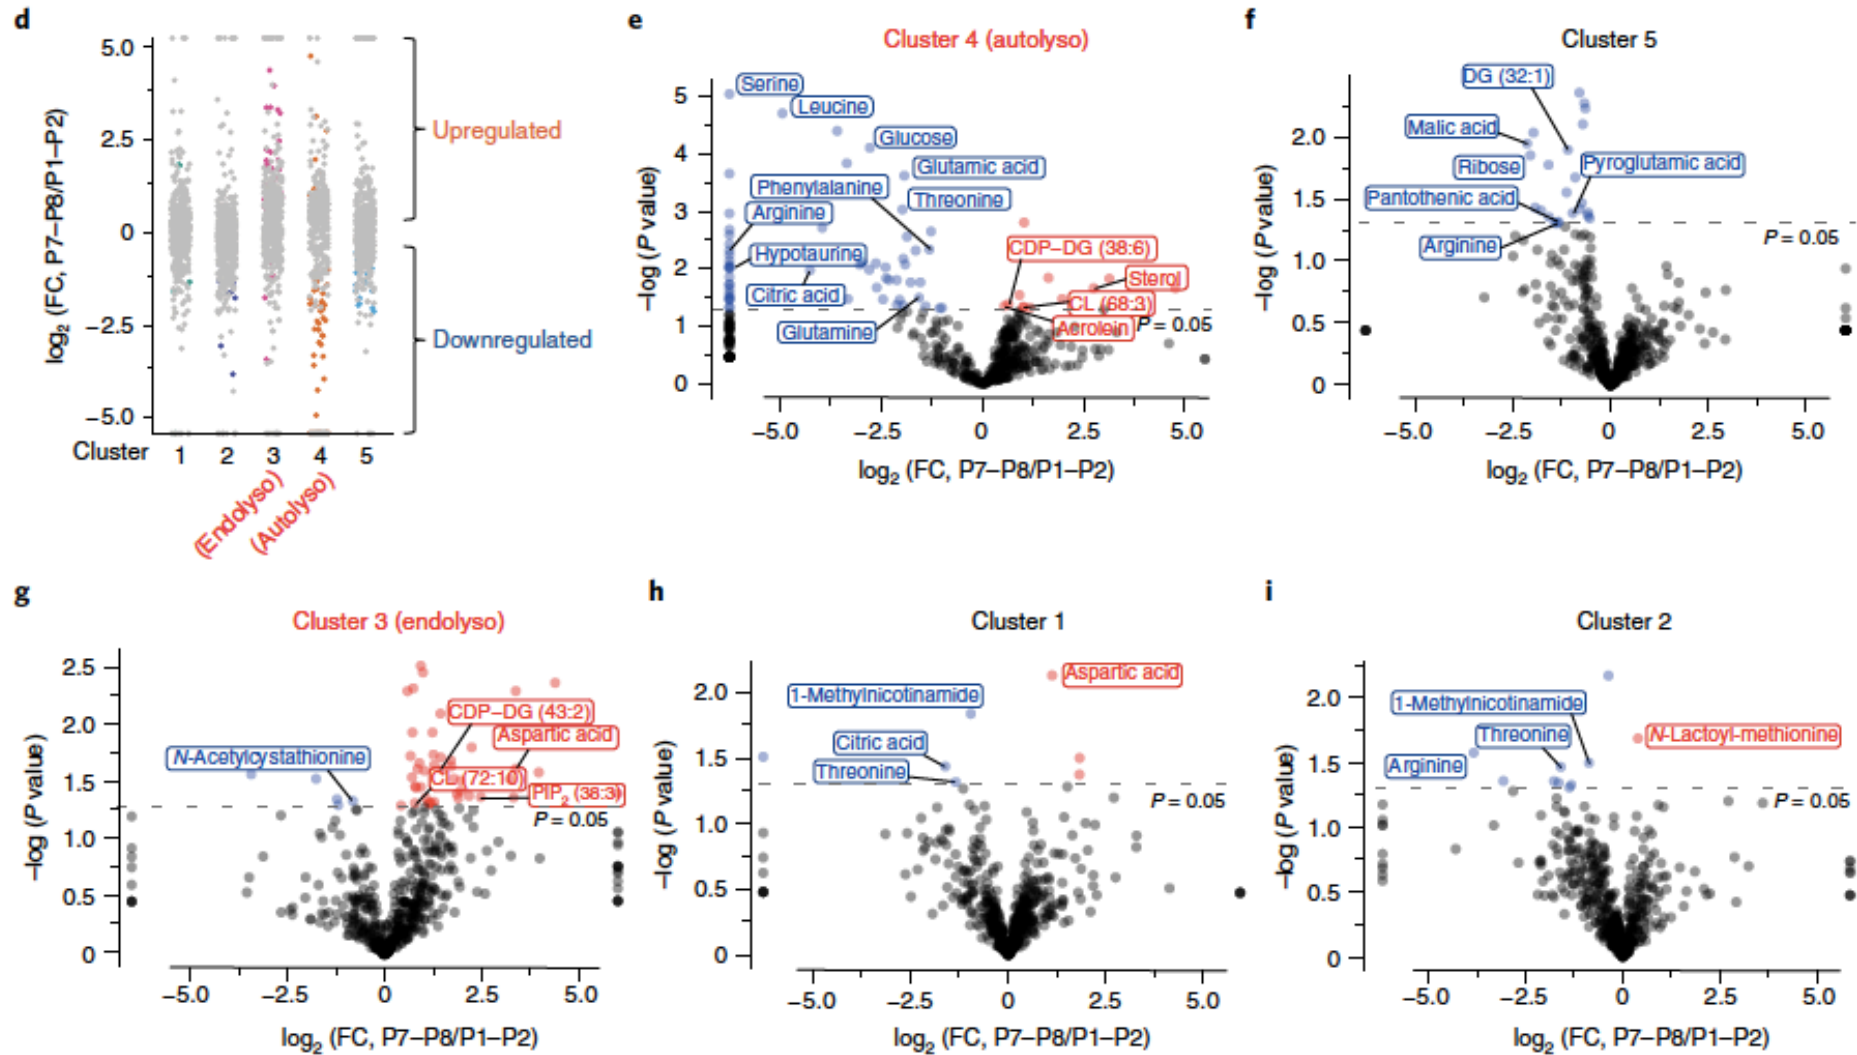 d
5.0
2.5
0
−2.5
−5.0
log2 (FC, P7–P8/P1–P2)
Upregulated
Downregulated
Cluster
1
2
3
4
5
(Endolyso)
(Autolyso)
e
Cluster 4 (autolyso)
5
4
3
2
1
0
−log (P value)
Serine
Leucine
Glucose
Glutamic acid
Phenylalanine
Threonine
Arginine
Hypotaurine
Citric acid
Glutamine
CDP–DG (38:6)
Sterol
CL (68:3)
Acrolein
P = 0.05
−5.0
−2.5
0
2.5
5.0
log2 (FC, P7–P8/P1–P2)
f
Cluster 5
2.0
1.5
1.0
0.5
0
−log (P value)
DG (32:1)
Malic acid
Ribose
Pyroglutamic acid
Pantothenic acid
Arginine
P = 0.05
−5.0
−2.5
0
2.5
5.0
log2 (FC, P7–P8/P1–P2)
g
Cluster 3 (endolyso)
2.5
2.0
1.5
1.0
0.5
0
−log (P value)
CDP–DG (43:2)
Aspartic acid
N-Acetylcystathionine
CL (72:10)
PIP2 (38:3)
P = 0.05
−5.0
−2.5
0
2.5
5.0
log2 (FC, P7–P8/P1–P2)
h
Cluster 1
2.0
1.5
1.0
0.5
0
−log (P value)
Aspartic acid
1-Methylnicotinamide
Citric acid
Threonine
P = 0.05
−5.0
−2.5
0
2.5
5.0
log2 (FC, P7–P8/P1–P2)
i
Cluster 2
2.0
1.5
1.0
0.5
0
−log (P value)
1-Methylnicotinamide
Threonine
N-Lactoyl-methionine
Arginine
P = 0.05
−5.0
−2.5
0
2.5
5.0
log2 (FC, P7–P8/P1–P2)